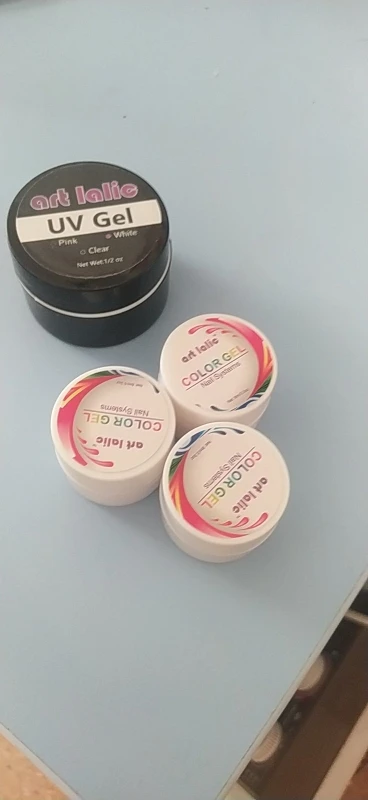 art lalic
UV Gel
Pink
White
Clear
Net Wet:1/2 oz
art lalic
COLOR GEL
Nail Systems
art lalic
COLOR GEL
Nail Systems
art lalic
COLOR GEL
Nail Systems